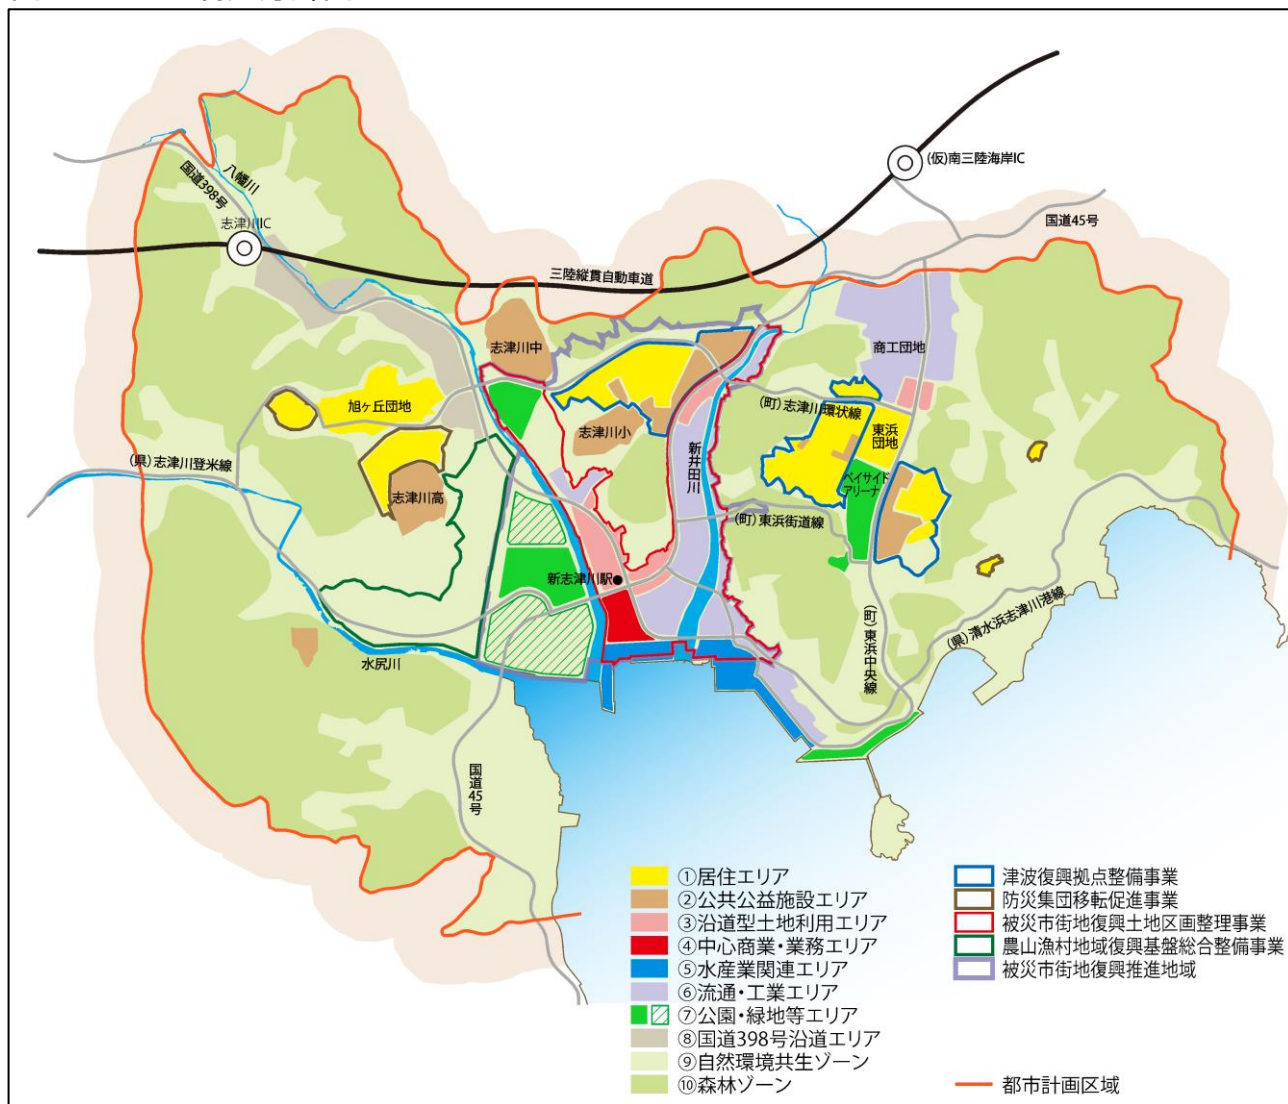 (仮)南三陸海岸IC
八幡川
国道398号
志津川IC
国道45号
三陸縦貫自動車道
志津川中
商工団地
旭ヶ丘団地
志津川小
(町)志津川環状線
東浜
団地
新井田川
(県)志津川登米線
志津川高
ベイサイド
アリーナ
(町)東浜街道線
新志津川駅
(県)清水浜志津川港線
(町)東浜中央線
水尻川
国道45号
①居住エリア
②公共公益施設エリア
③沿道型土地利用エリア
④中心商業・業務エリア
⑤水産業関連エリア
⑥流通・工業エリア
⑦公園・緑地等エリア
⑧国道398号沿道エリア
⑨自然環境共生ゾーン
⑩森林ゾーン
津波復興拠点整備事業
防災集団移転促進事業
被災市街地復興土地区画整理事業
農山漁村地域復興基盤総合整備事業
被災市街地復興推進地域
都市計画区域